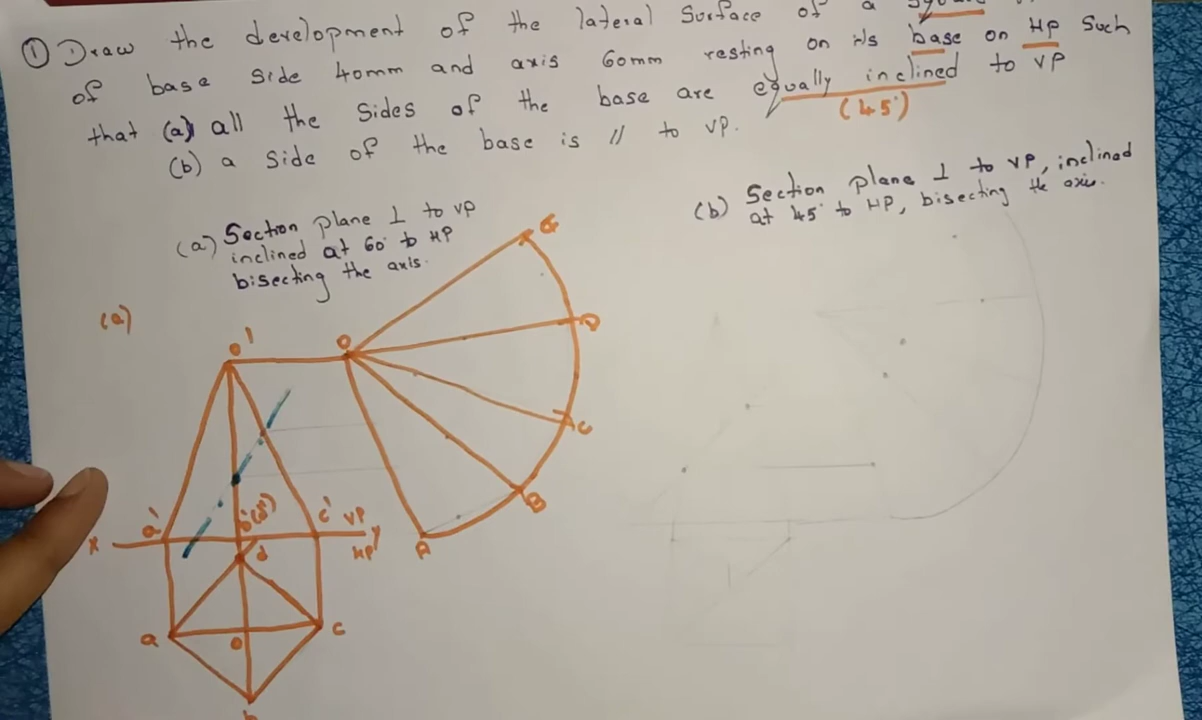 ① Draw the development of the lateral Surface of a
of base side 40mm and axis 60mm resting on it's base on HP Such
that (a) all the Sides of the base are equally inclined to VP
(45°)
(b) a side of the base is // to VP.
(a) Section plane ⊥ to VP
inclined at 60° to HP
bisecting the axis.
(b) Section plane ⊥ to VP, inclined
at 45° to HP, bisecting the axis.
(a)
o'
O
D
C
B
A
a'
b'(d')
c'
VP
X
Y
HP
d
a
o
c
b